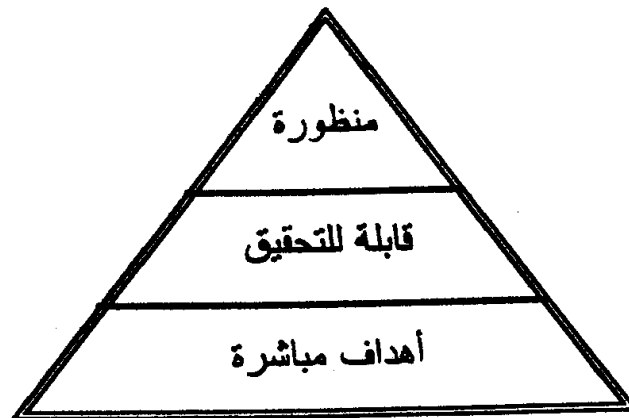 منظورة
قابلة للتحقيق
أهداف مباشرة